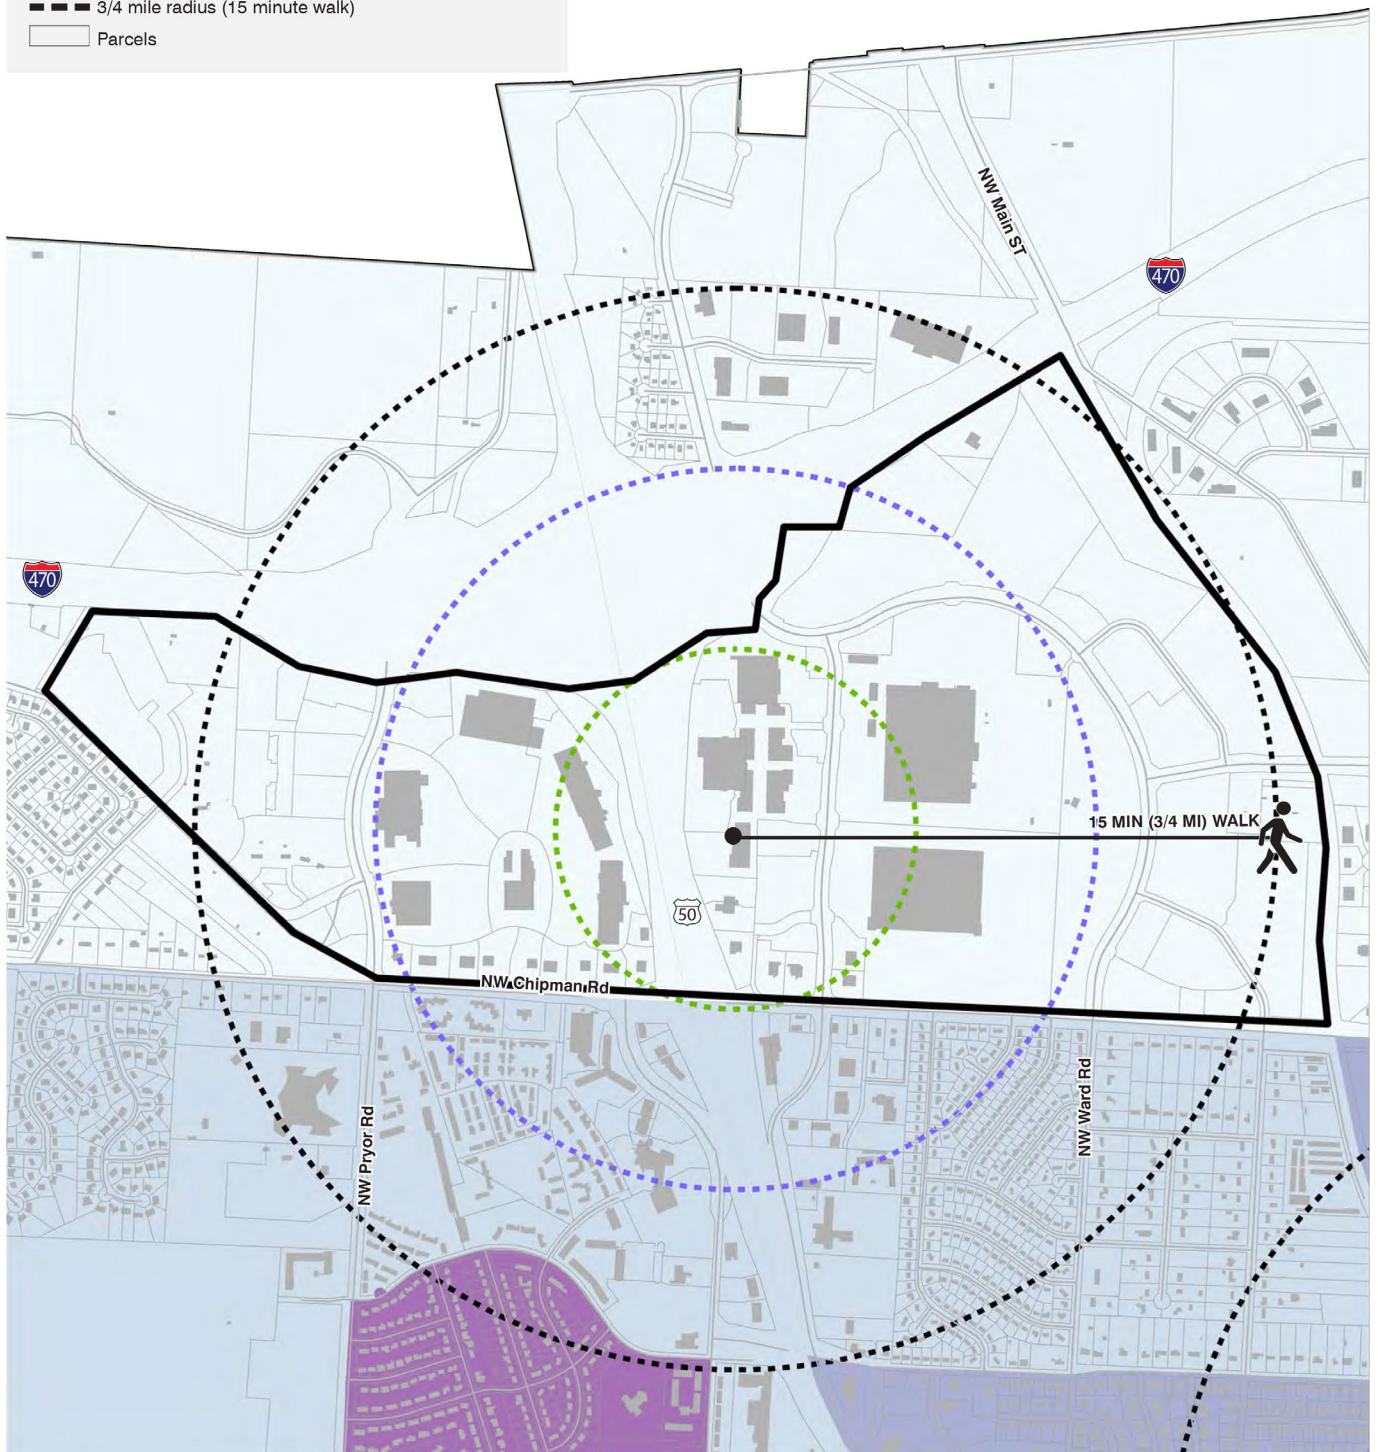 3/4 mile radius (15 minute walk)
Parcels
NW Main ST
470
470
15 MIN (3/4 MI) WALK
50
NW Chipman Rd
NW Ward Rd
NW Pryor Rd